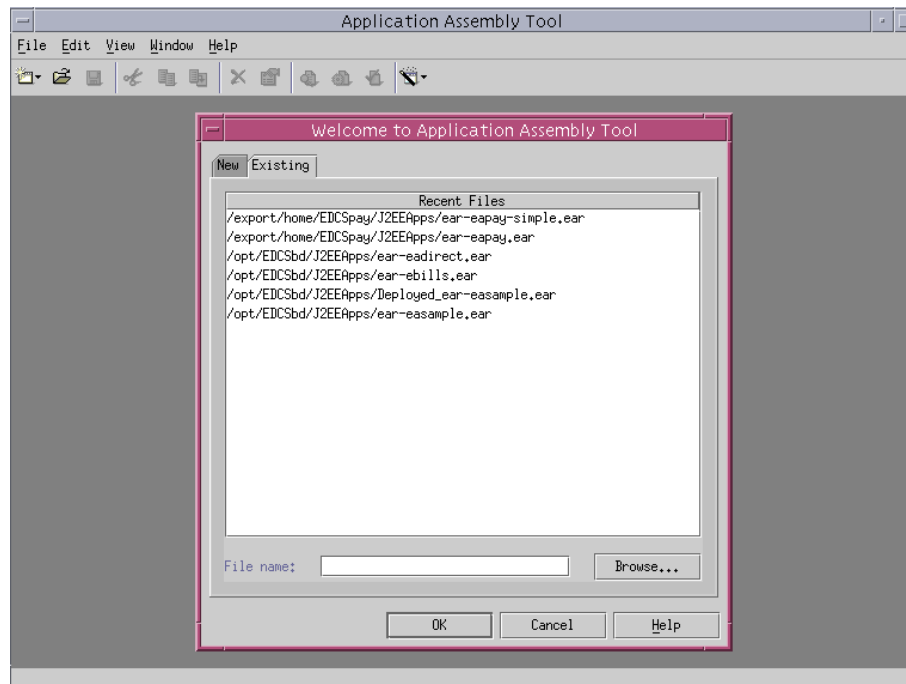 Application Assembly Tool
File Edit View Window Help
Welcome to Application Assembly Tool
New Existing
Recent Files
/export/home/EDCSpay/J2EEApps/ear-eapay-simple.ear
/export/home/EDCSpay/J2EEApps/ear-eapay.ear
/opt/EDCSbd/J2EEApps/ear-eadirect.ear
/opt/EDCSbd/J2EEApps/ear-ebills.ear
/opt/EDCSbd/J2EEApps/Deployed_ear-easample.ear
/opt/EDCSbd/J2EEApps/ear-easample.ear
File name: Browse...
OK Cancel Help